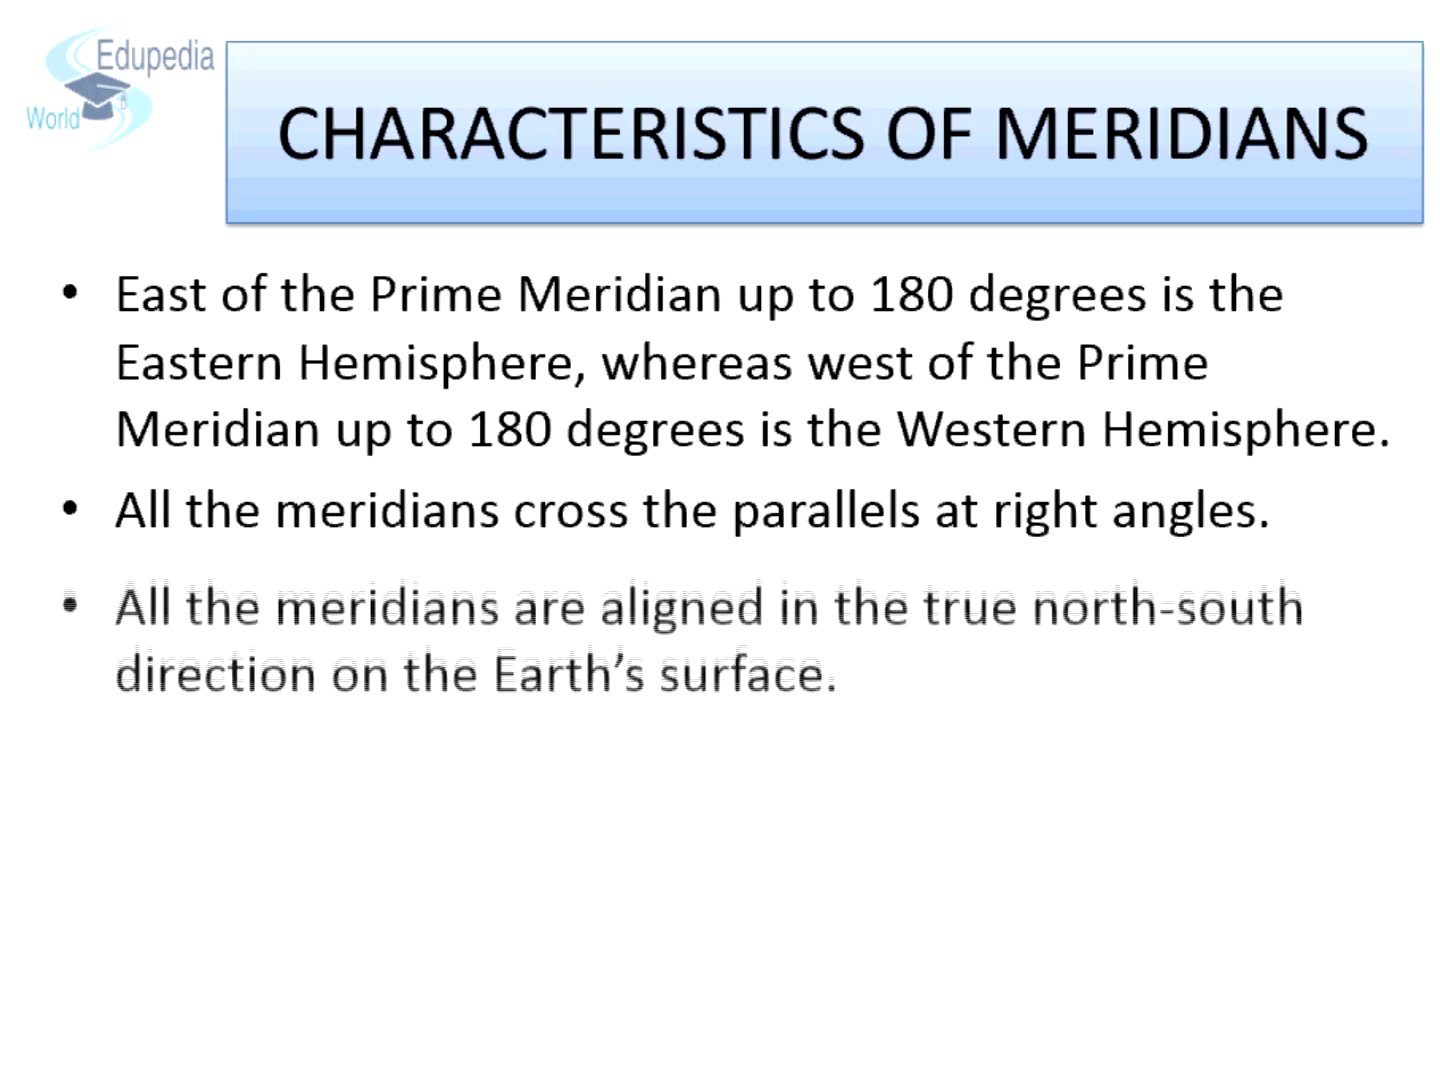 Edupedia
World
CHARACTERISTICS OF MERIDIANS
• East of the Prime Meridian up to 180 degrees is the
Eastern Hemisphere, whereas west of the Prime
Meridian up to 180 degrees is the Western Hemisphere.
• All the meridians cross the parallels at right angles.
• All the meridians are aligned in the true north-south
direction on the Earth’s surface.